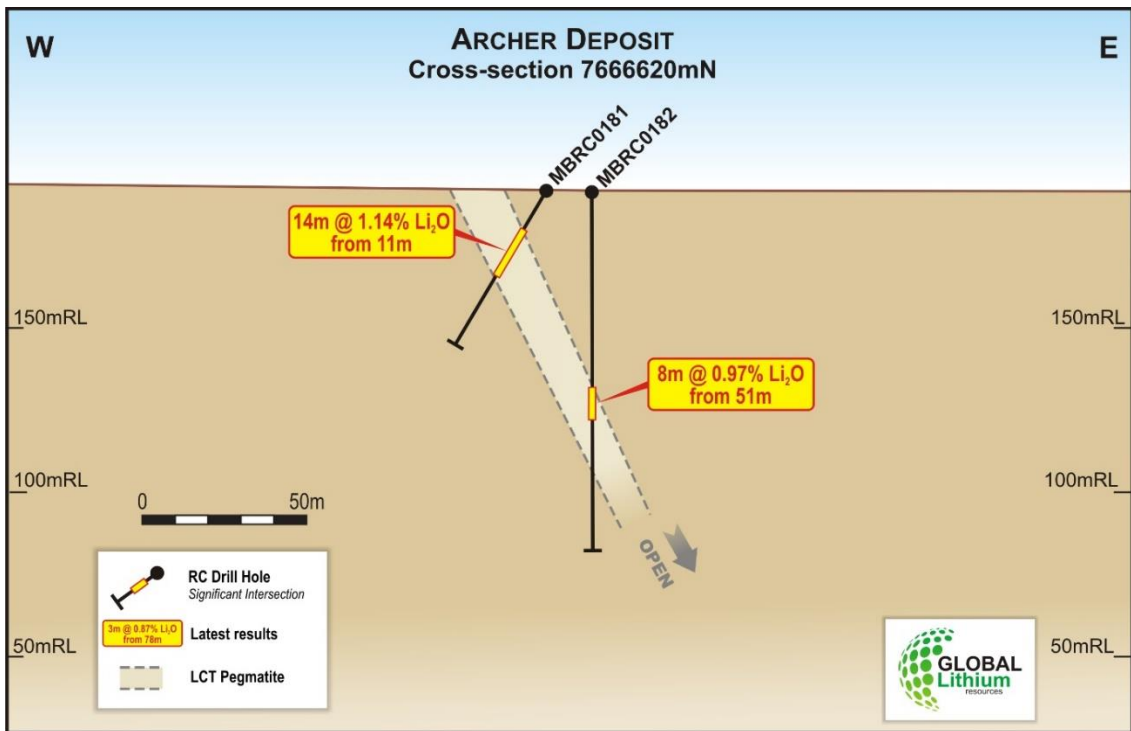 W
ARCHER DEPOSIT
E
Cross-section 7666620mN
MBRC0181
MBRC0182
14m @ 1.14% Li₂O
from 11m
150mRL
150mRL
8m @ 0.97% Li₂O
from 51m
100mRL
100mRL
0 50m
OPEN
RC Drill Hole
Significant Intersection
3m @ 0.87% Li₂O
from 78m
Latest results
LCT Pegmatite
50mRL
50mRL
GLOBAL
Lithium
resources